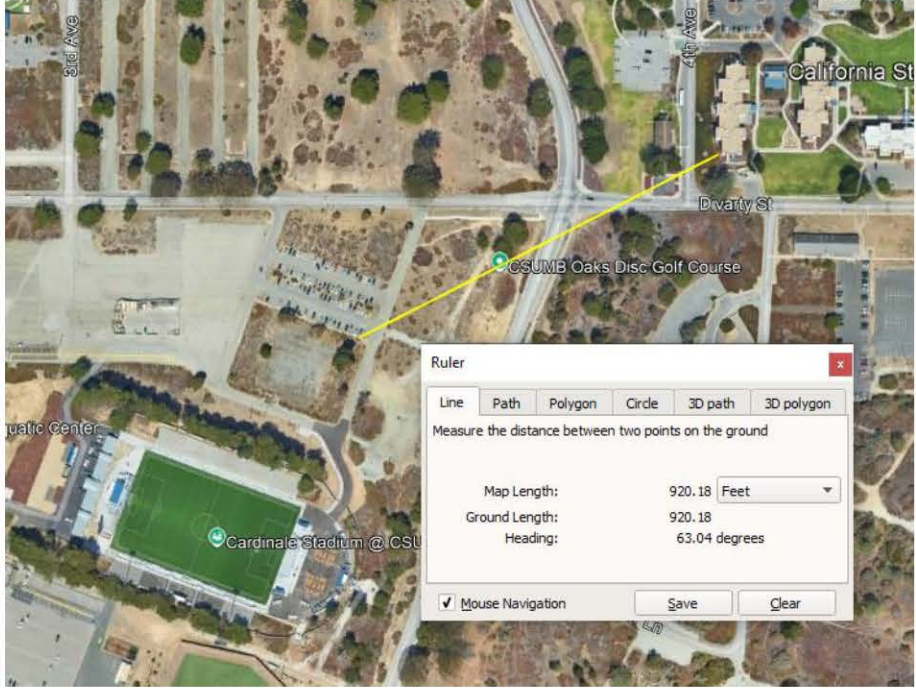 3rd Ave
4th Ave
California St
Divarty St
CSUMB Oaks Disc Golf Course
Ruler
x
Line Path Polygon Circle 3D path 3D polygon
Measure the distance between two points on the ground
Map Length: 920.18 Feet
Ground Length: 920.18
Heading: 63.04 degrees
uatic Center
Cardinale Stadium @ CSU
Mouse Navigation Save Clear
Ln